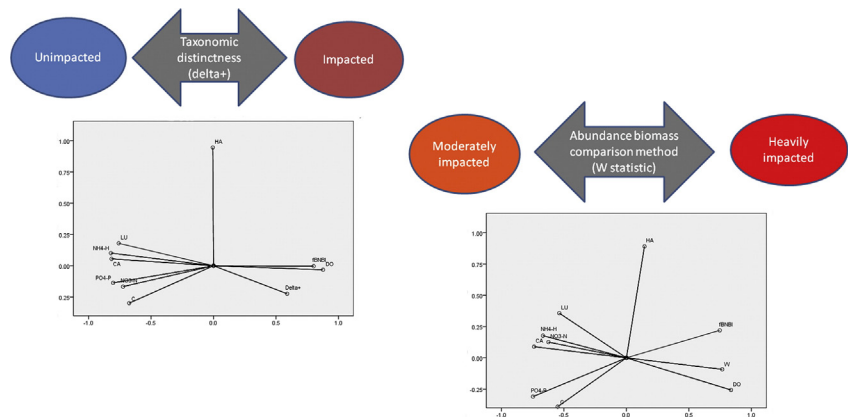 Unimpacted
Taxonomic
distinctness
(delta+)
Impacted
1.00
0.75
0.50
0.25
0.00
0.25
-1.0
-0.5
0.0
0.5
1.0
HA
LU
NH4-H
CA
PO4-P
NO3-N
C
fBNBI
DO
Delta+
Moderately
impacted
Abundance biomass
comparison method
(W statistic)
Heavily
impacted
1.00
0.75
0.50
0.25
0.00
-0.25
-1.0
-0.5
0.0
0.5
1.0
HA
LU
NH4-H
NO3-N
CA
PO4-P
C
fBNBI
W
DO